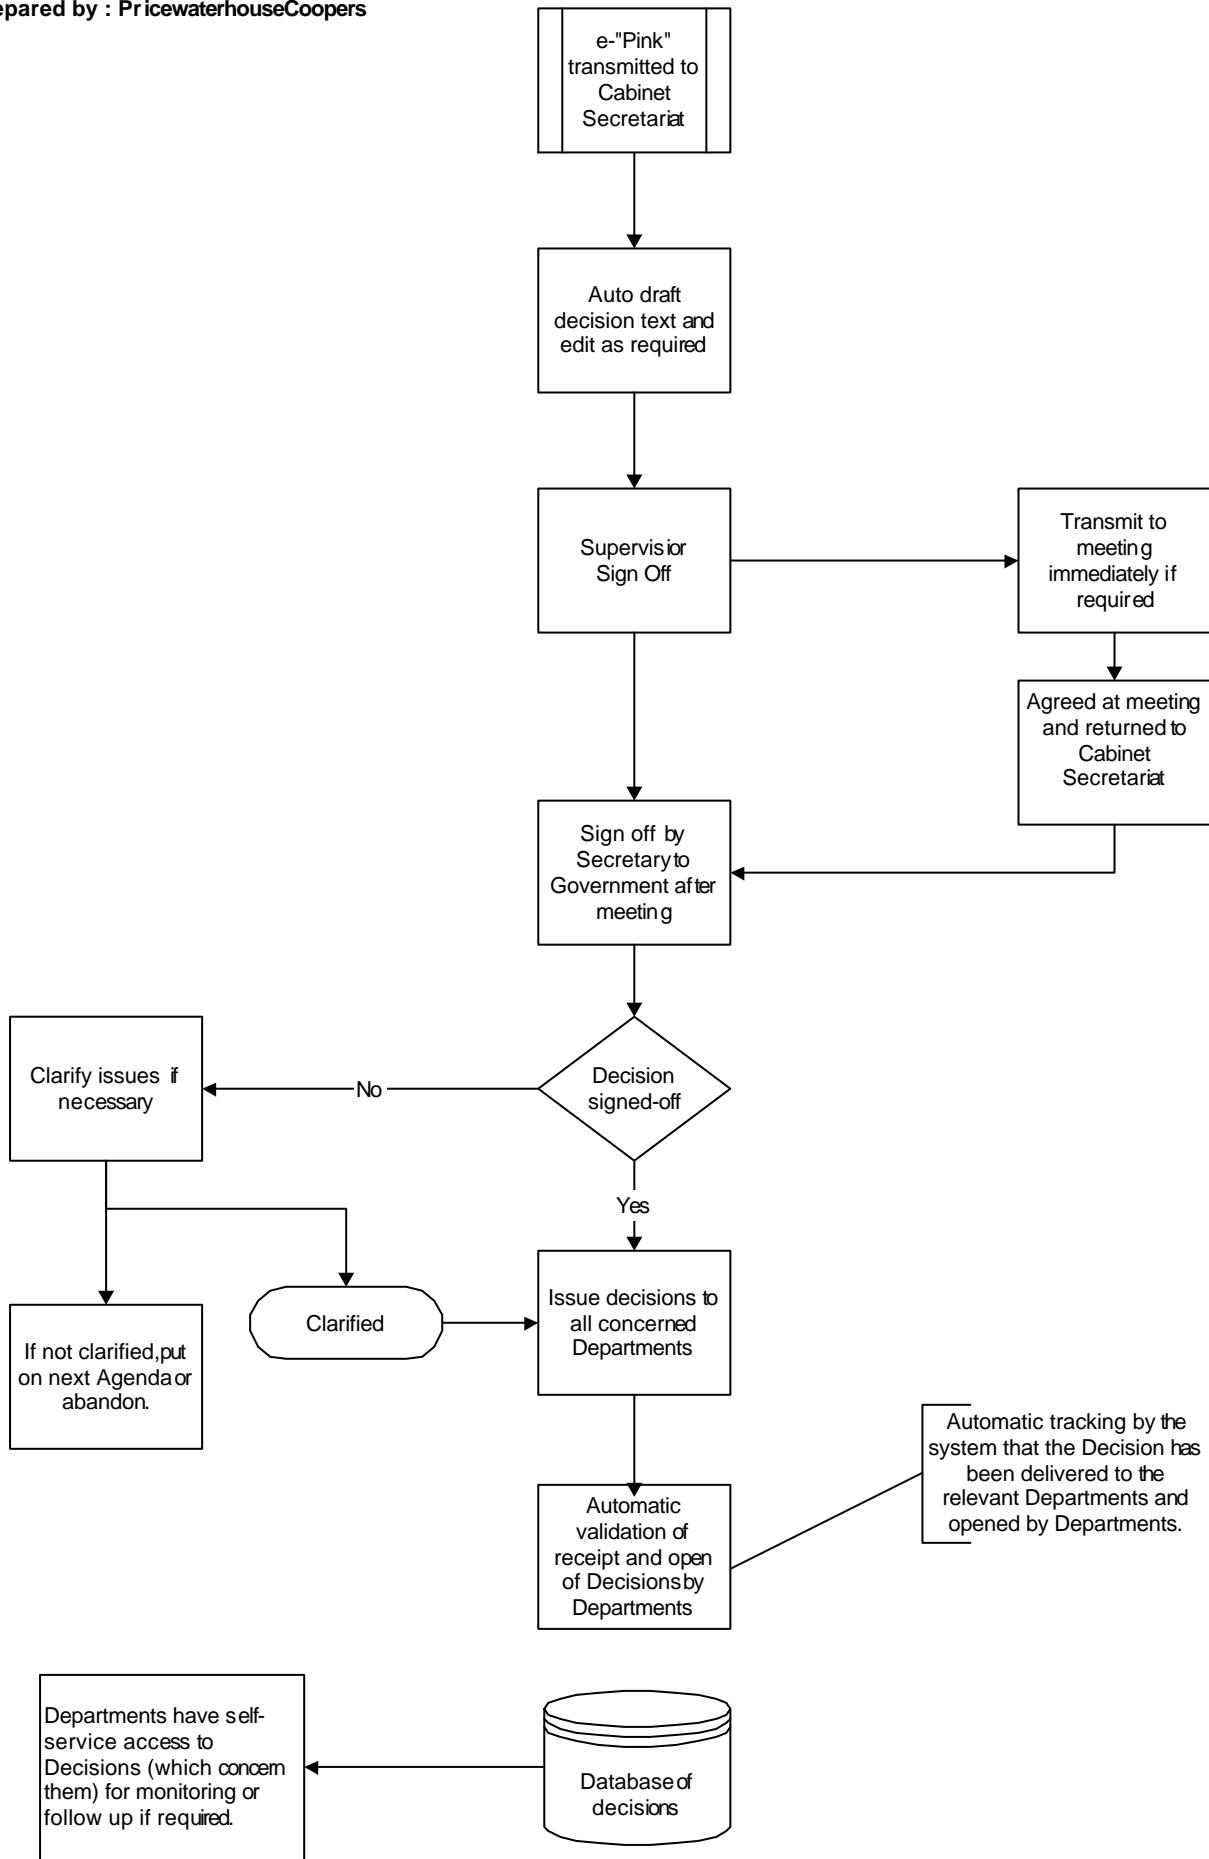 epared by : PricewaterhouseCoopers
e-"Pink"
transmitted to
Cabinet
Secretariat
Auto draft
decision text and
edit as required
Supervisior
Sign Off
Transmit to
meeting
immediately if
required
Agreed at meeting
and returned to
Cabinet
Secretariat
Sign off by
Secretary to
Government after
meeting
Decision
signed-off
No
Clarify issues if
necessary
Yes
If not clarified, put
on next Agenda or
abandon.
Clarified
Issue decisions to
all concerned
Departments
Automatic
validation of
receipt and open
of Decisions by
Departments
Automatic tracking by the
system that the Decision has
been delivered to the
relevant Departments and
opened by Departments.
Departments have self-
service access to
Decisions (which concern
them) for monitoring or
follow up if required.
Database of
decisions